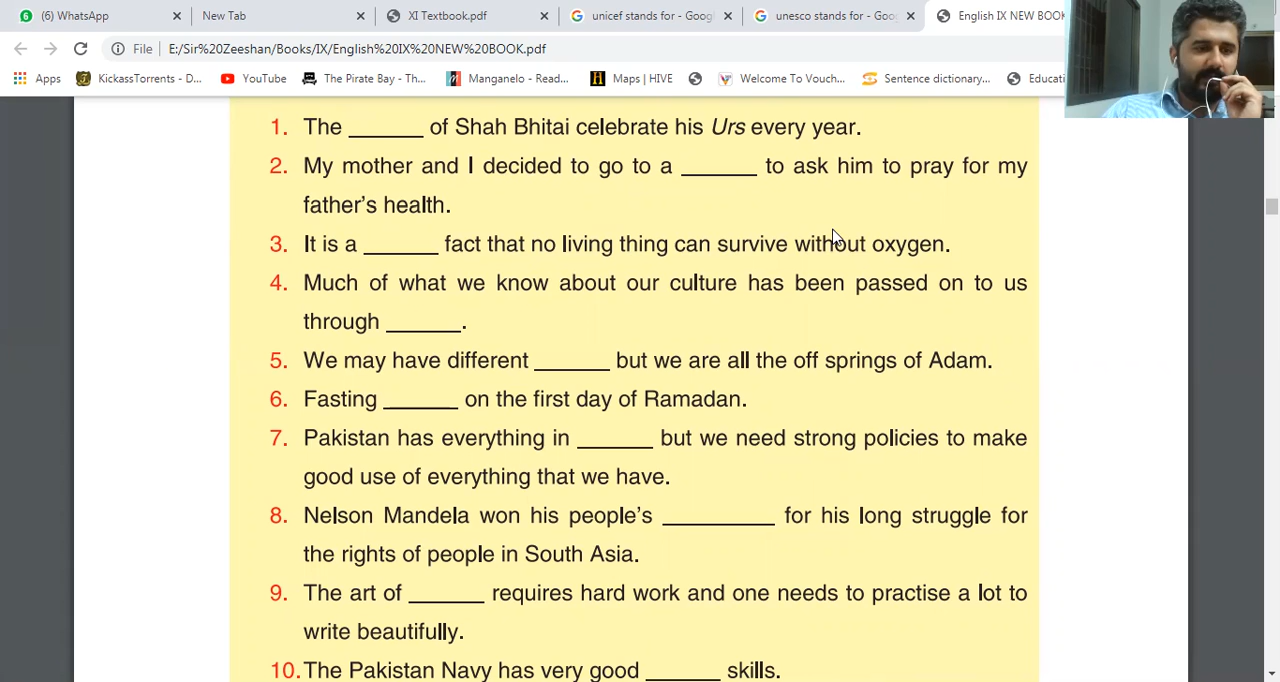 (6) WhatsApp
New Tab
XI Textbook.pdf
unicef stands for - Goog
unesco stands for - Goo
English IX NEW BOOK
File
E:/Sir%20Zeeshan/Books/IX/English%20IX%20NEW%20BOOK.pdf
Apps
KickassTorrents - D...
YouTube
The Pirate Bay - Th...
Manganelo - Read...
Maps | HIVE
Welcome To Vouch...
Sentence dictionary...
Educati
1. The ______ of Shah Bhitai celebrate his Urs every year.
2. My mother and I decided to go to a ______ to ask him to pray for my
father's health.
3. It is a ______ fact that no living thing can survive without oxygen.
4. Much of what we know about our culture has been passed on to us
through ______.
5. We may have different ______ but we are all the off springs of Adam.
6. Fasting ______ on the first day of Ramadan.
7. Pakistan has everything in ______ but we need strong policies to make
good use of everything that we have.
8. Nelson Mandela won his people's _________ for his long struggle for
the rights of people in South Asia.
9. The art of ______ requires hard work and one needs to practise a lot to
write beautifully.
10. The Pakistan Navy has very good ______ skills.